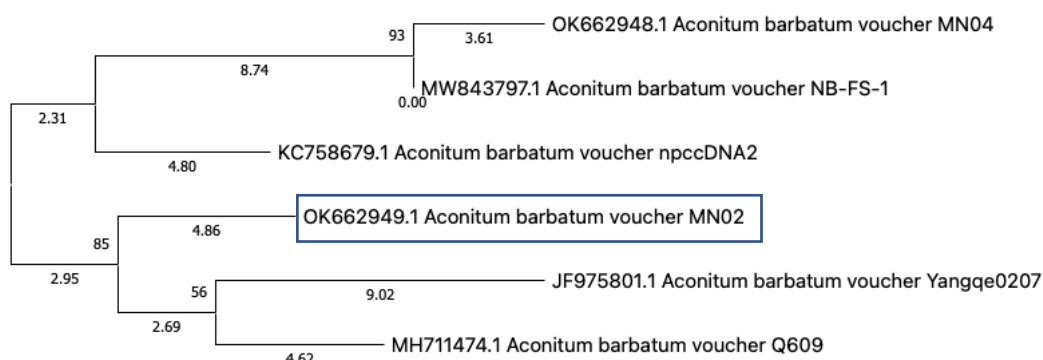 OK662948.1 Aconitum barbatum voucher MN04
93
3.61
8.74
MW843797.1 Aconitum barbatum voucher NB-FS-1
0.00
2.31
KC758679.1 Aconitum barbatum voucher npccDNA2
4.80
OK662949.1 Aconitum barbatum voucher MN02
4.86
85
2.95
JF975801.1 Aconitum barbatum voucher Yangqe0207
56
9.02
2.69
MH711474.1 Aconitum barbatum voucher Q609
4.62